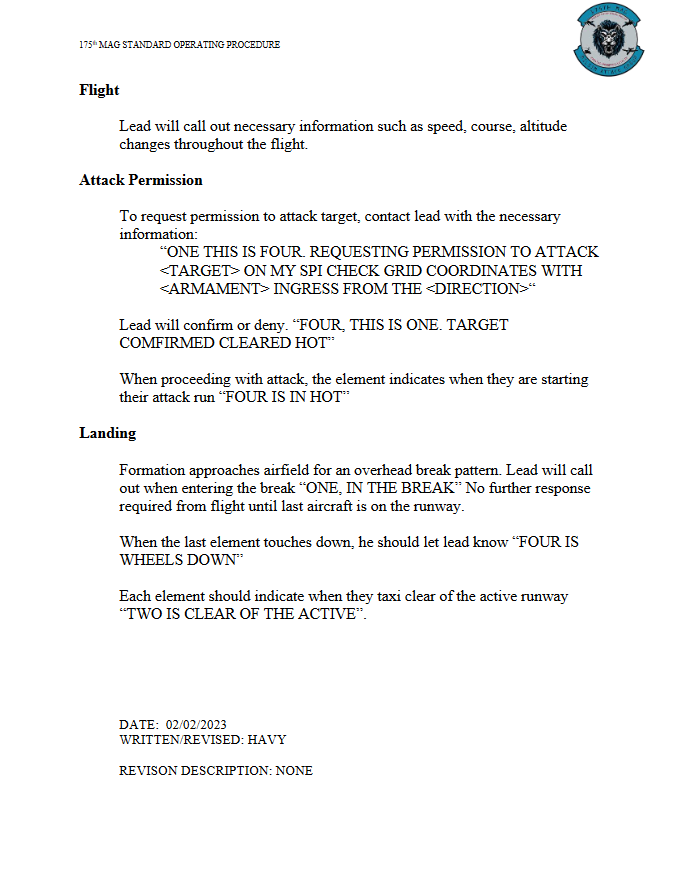 175th MAG STANDARD OPERATING PROCEDURE
Flight
Lead will call out necessary information such as speed, course, altitude
changes throughout the flight.
Attack Permission
To request permission to attack target, contact lead with the necessary
information:
“ONE THIS IS FOUR. REQUESTING PERMISSION TO ATTACK
<TARGET> ON MY SPI CHECK GRID COORDINATES WITH
<ARMAMENT> INGRESS FROM THE <DIRECTION>“
Lead will confirm or deny. “FOUR, THIS IS ONE. TARGET
COMFIRMED CLEARED HOT”
When proceeding with attack, the element indicates when they are starting
their attack run “FOUR IS IN HOT”
Landing
Formation approaches airfield for an overhead break pattern. Lead will call
out when entering the break “ONE, IN THE BREAK” No further response
required from flight until last aircraft is on the runway.
When the last element touches down, he should let lead know “FOUR IS
WHEELS DOWN”
Each element should indicate when they taxi clear of the active runway
“TWO IS CLEAR OF THE ACTIVE”.
DATE:  02/02/2023
WRITTEN/REVISED: HAVY
REVISON DESCRIPTION: NONE